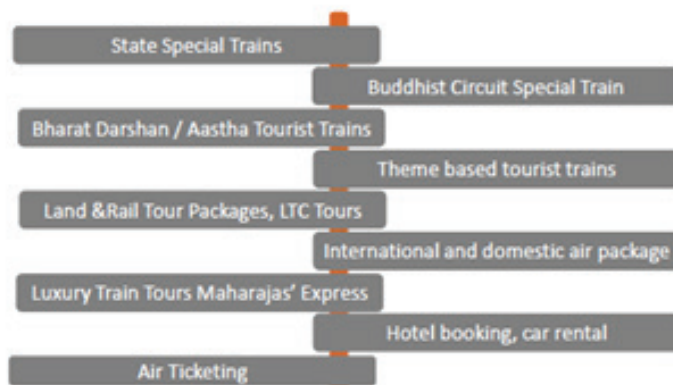 State Special Trains
Buddhist Circuit Special Train
Bharat Darshan / Aastha Tourist Trains
Theme based tourist trains
Land &Rail Tour Packages, LTC Tours
International and domestic air package
Luxury Train Tours Maharajas' Express
Hotel booking, car rental
Air Ticketing